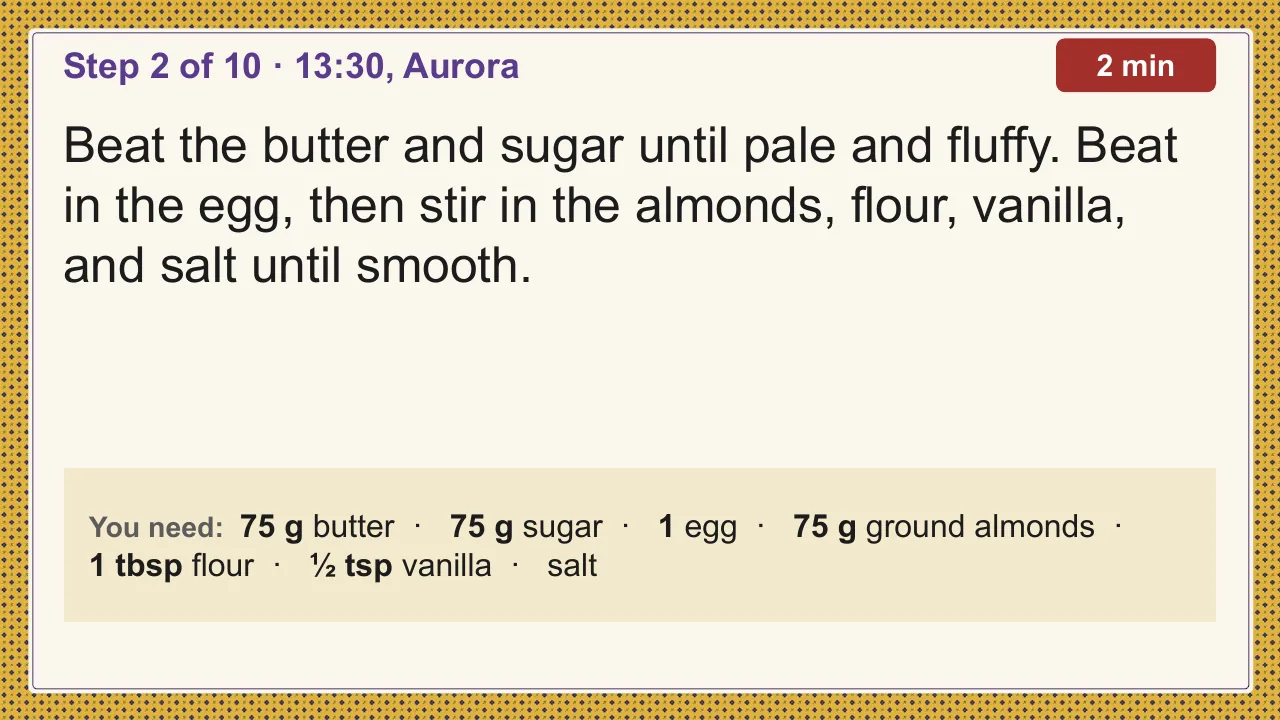 Step 2 of 10 · 13:30, Aurora
2 min
Beat the butter and sugar until pale and fluffy. Beat
in the egg, then stir in the almonds, flour, vanilla,
and salt until smooth.
You need: 75 g butter · 75 g sugar · 1 egg · 75 g ground almonds ·
1 tbsp flour · ½ tsp vanilla · salt